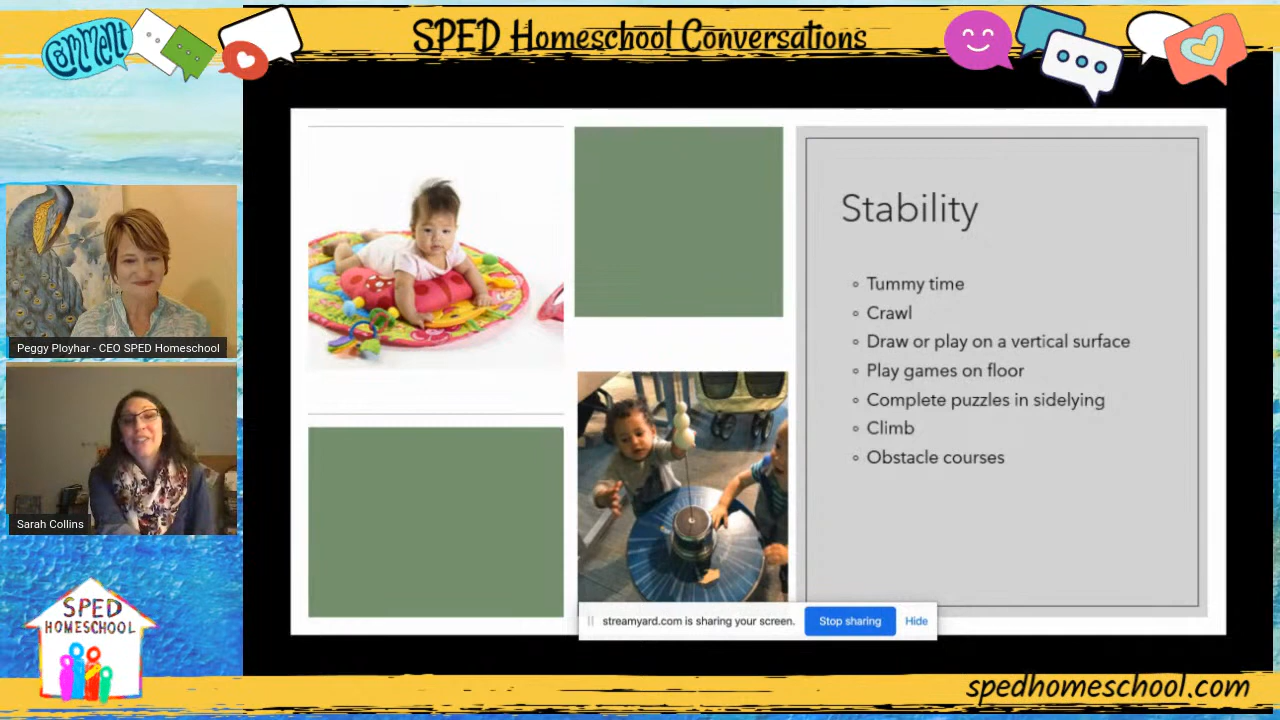 Comment
SPED Homeschool Conversations
Peggy Ployhar - CEO SPED Homeschool
Sarah Collins
SPED
HOMESCHOOL
Stability
Tummy time
Crawl
Draw or play on a vertical surface
Play games on floor
Complete puzzles in sidelying
Climb
Obstacle courses
streamyard.com is sharing your screen.
Stop sharing
Hide
spedhomeschool.com